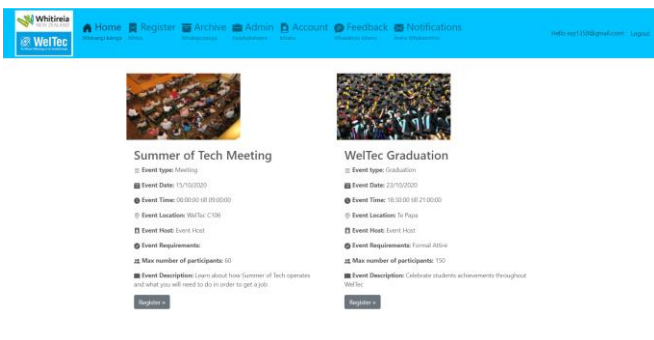 Whitireia
NEW ZEALAND
WelTec
Home Register Archive Admin Account Feedback Notifications
Logout
Summer of Tech Meeting
Event type: Meeting
Event Date: 15/10/2020
Event Time: 08:00:00 till 09:00:00
Event Location: WelTec C106
Event Host: Event Host
Event Requirements:
Max number of participants: 60
Event Description: Learn about how Summer of Tech operates
and what you will need to do in order to get a job
Register »
WelTec Graduation
Event type: Graduation
Event Date: 23/10/2020
Event Time: 18:30:00 till 21:00:00
Event Location: Te Papa
Event Host: Event Host
Event Requirements: Formal Attire
Max number of participants: 150
Event Description: Celebrate students achievements throughout
WelTec
Register »